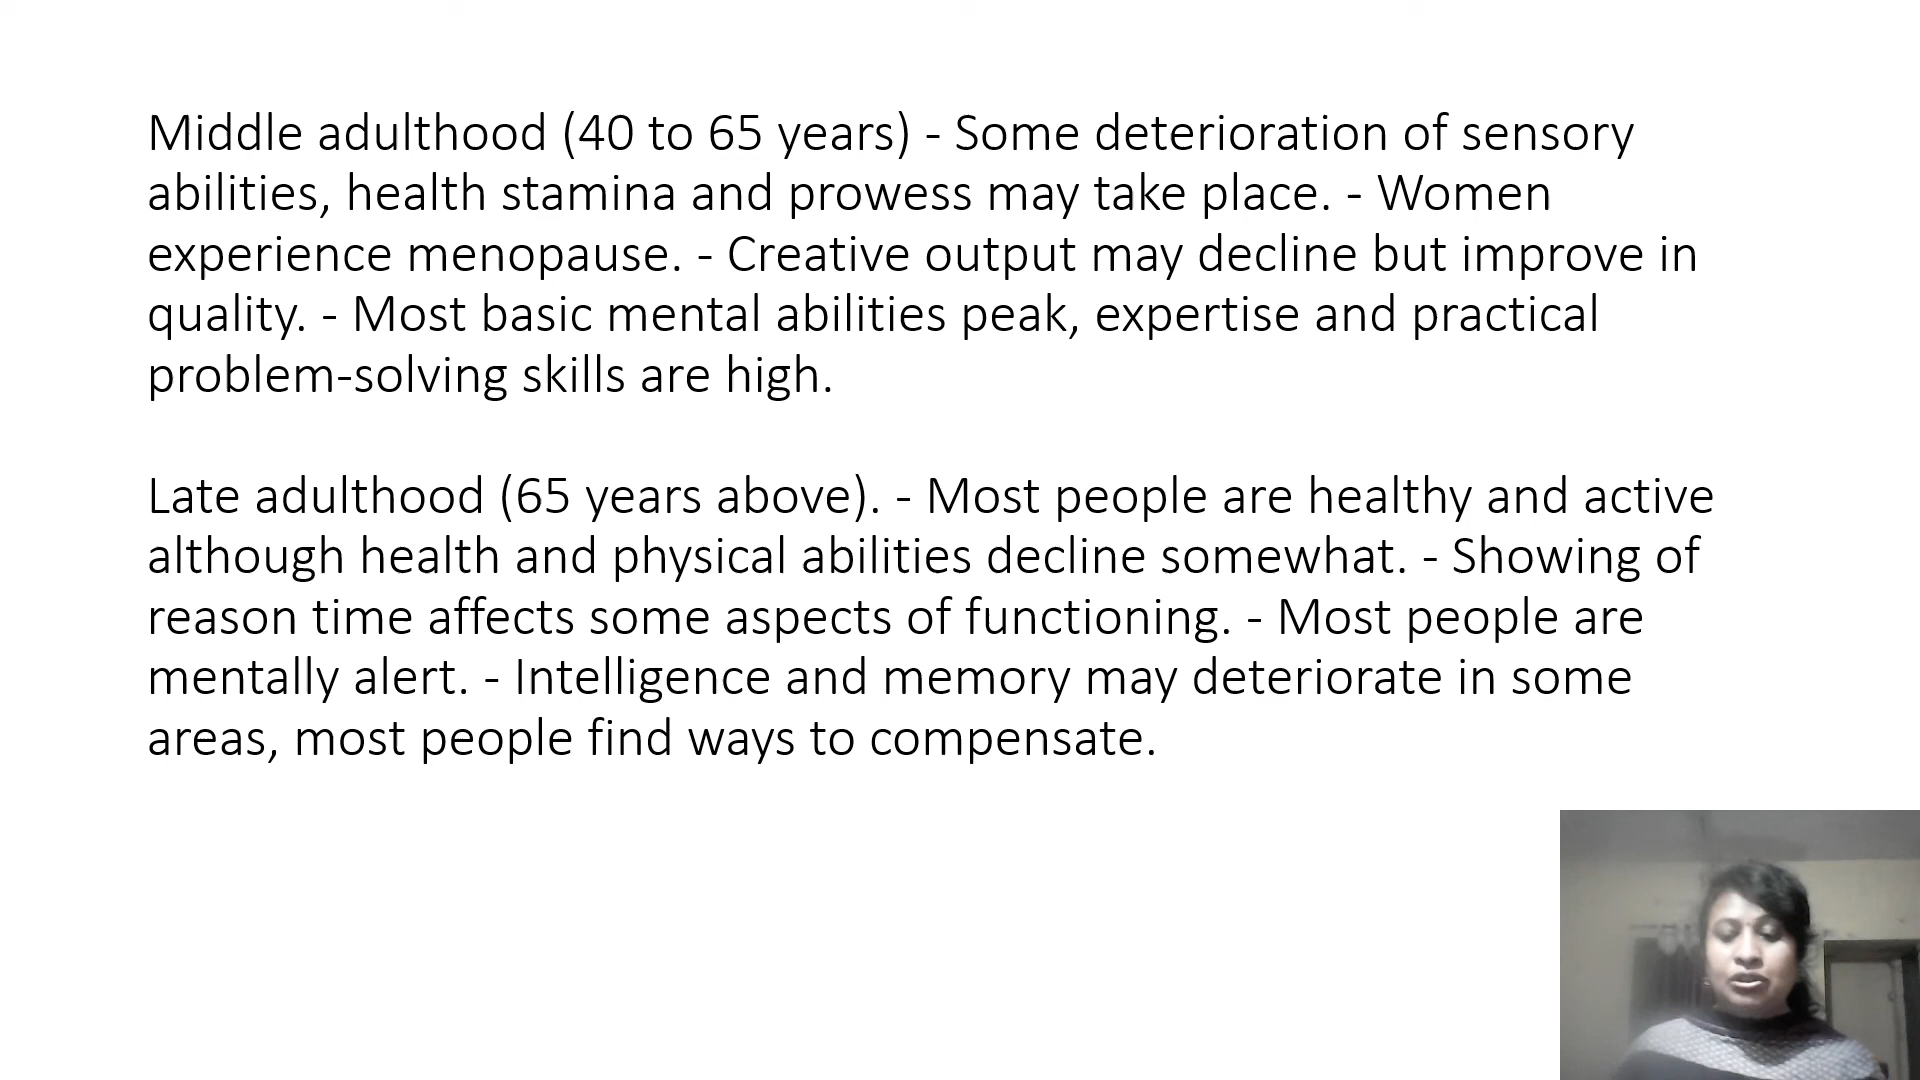 Middle adulthood (40 to 65 years) - Some deterioration of sensory
abilities, health stamina and prowess may take place. - Women
experience menopause. - Creative output may decline but improve in
quality. - Most basic mental abilities peak, expertise and practical
problem-solving skills are high.
Late adulthood (65 years above). - Most people are healthy and active
although health and physical abilities decline somewhat. - Showing of
reason time affects some aspects of functioning. - Most people are
mentally alert. - Intelligence and memory may deteriorate in some
areas, most people find ways to compensate.